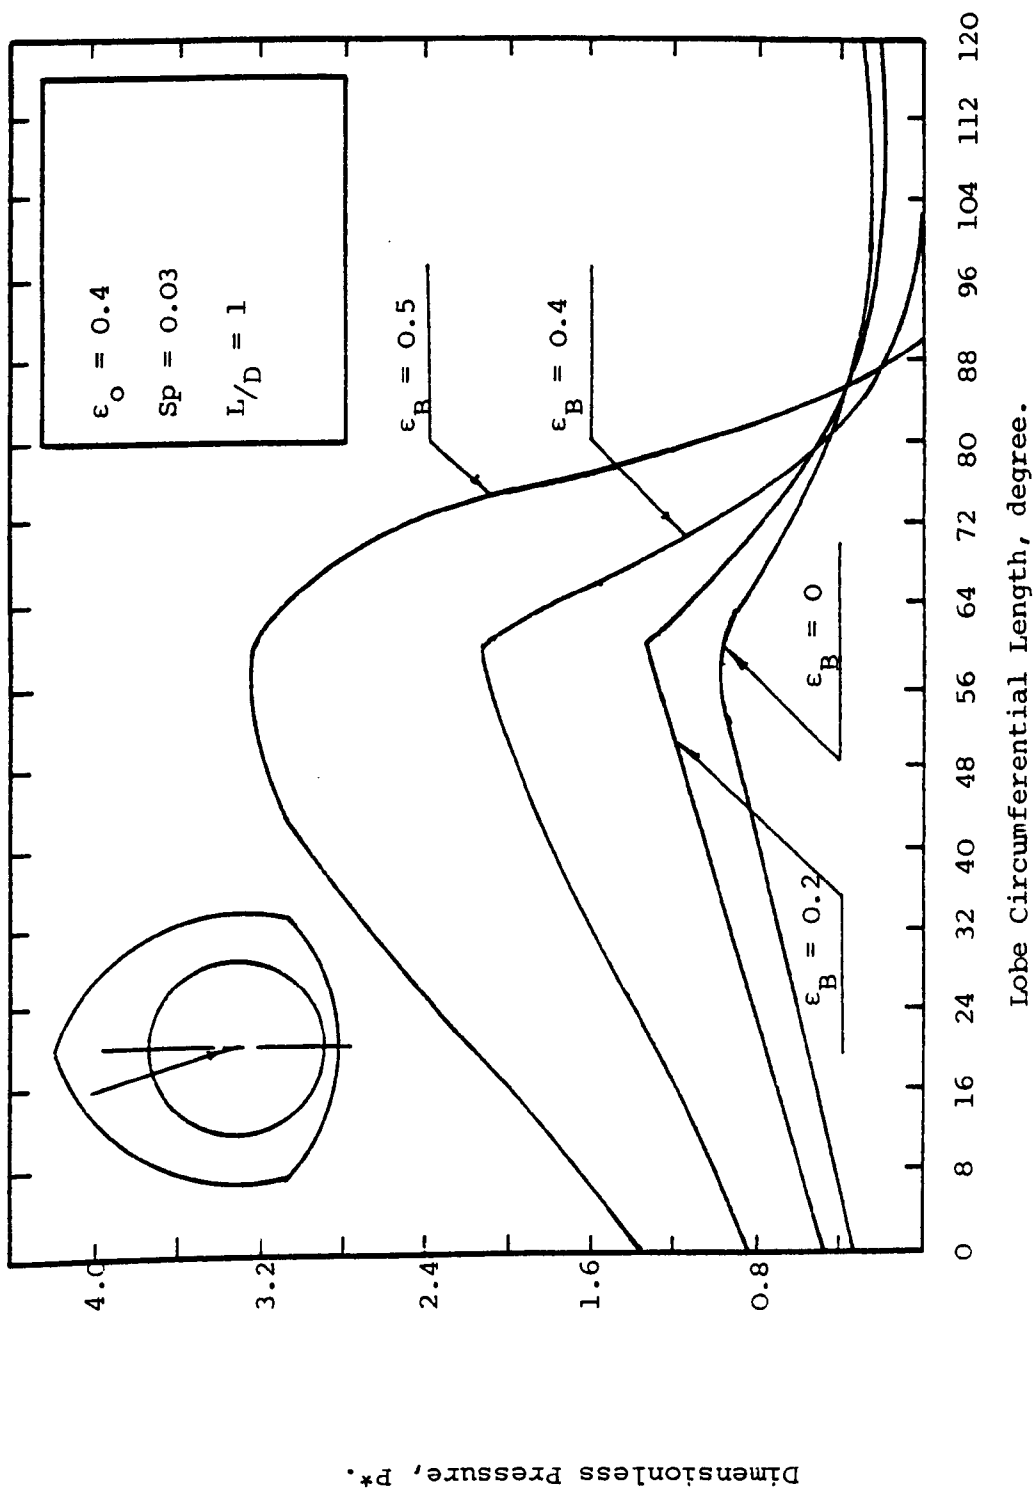 ε_O = 0.4
Sp = 0.03
L/D = 1
ε_B = 0.5
ε_B = 0.4
ε_B = 0
ε_B = 0.2
Dimensionless Pressure, P*.
4.0
3.2
2.4
1.6
0.8
0 8 16 24 32 40 48 56 64 72 80 88 96 104 112 120
Lobe Circumferential Length, degree.